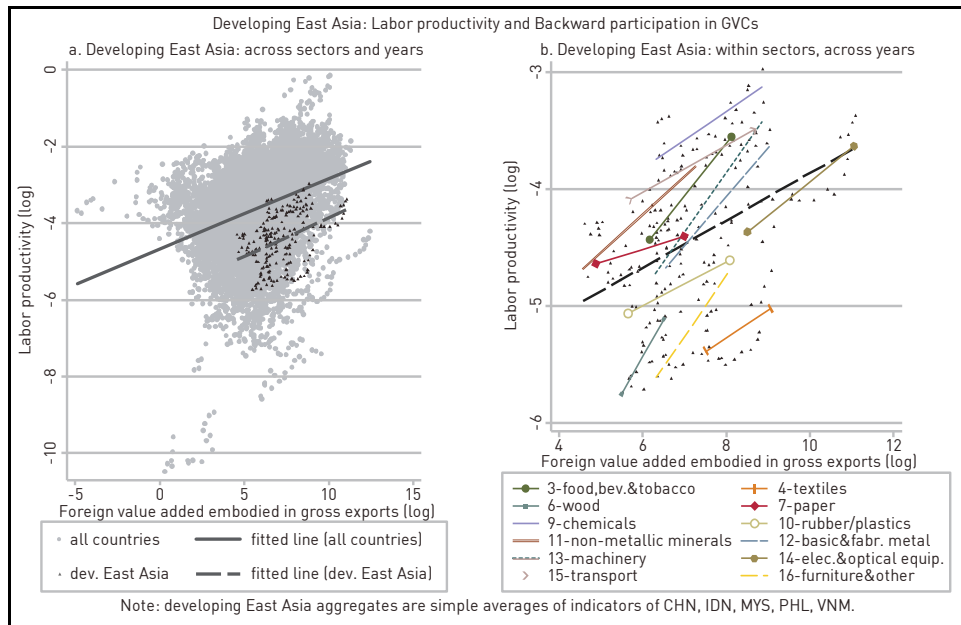 Developing East Asia: Labor productivity and Backward participation in GVCs
a. Developing East Asia: across sectors and years
0
-2
-4
-6
-8
-10
Labor productivity (log)
-5
0
5
10
15
Foreign value added embodied in gross exports (log)
all countries
fitted line (all countries)
dev. East Asia
fitted line (dev. East Asia)
b. Developing East Asia: within sectors, across years
-3
-4
-5
-6
Labor productivity (log)
4
6
8
10
12
Foreign value added embodied in gross exports (log)
3-food,bev.&tobacco
4-textiles
6-wood
7-paper
9-chemicals
10-rubber/plastics
11-non-metallic minerals
12-basic&fabr. metal
13-machinery
14-elec.&optical equip.
15-transport
16-furniture&other
Note: developing East Asia aggregates are simple averages of indicators of CHN, IDN, MYS, PHL, VNM.